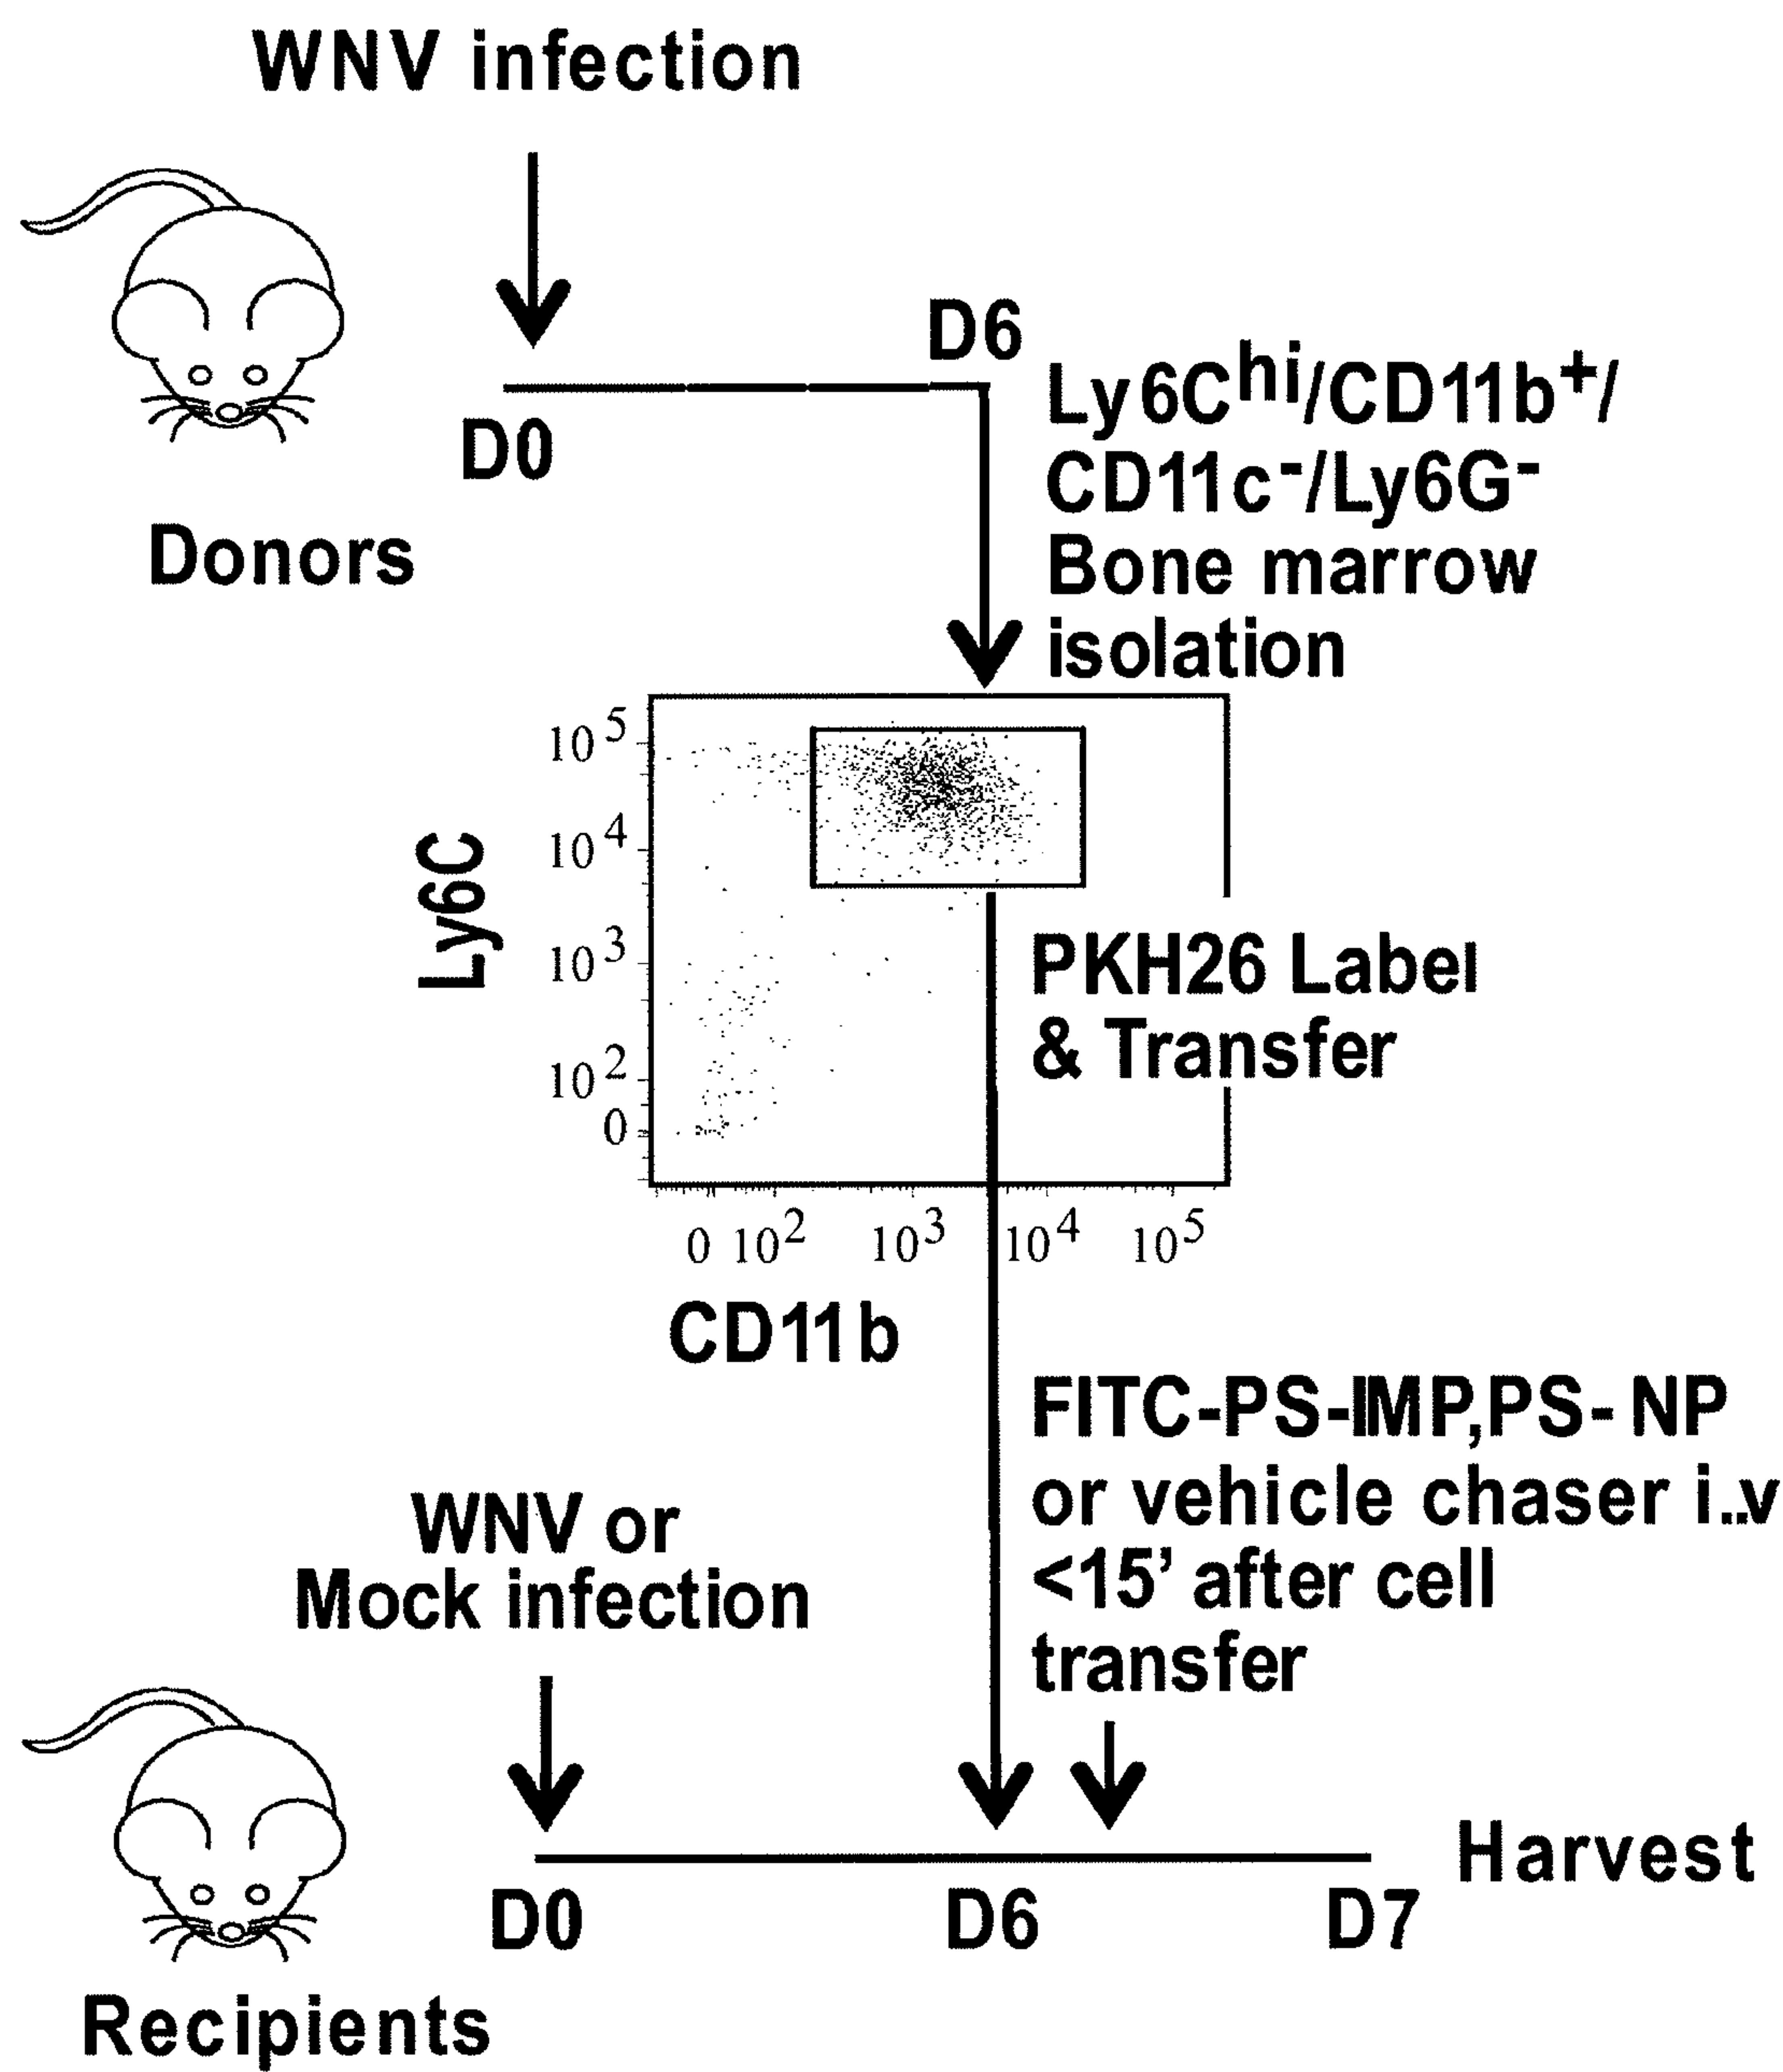 WNV infection
D6
D0
Donors
Ly6Chi/CD11b+/
CD11c-/Ly6G-
Bone marrow
isolation
10^5
10^4
10^3
10^2
0
Ly6C
PKH26 Label
& Transfer
0 10^2 10^3 10^4 10^5
CD11b
FITC-PS-IMP,PS-NP
or vehicle chaser i..v
<15’ after cell
transfer
WNV or
Mock infection
Harvest
D0 D6 D7
Recipients